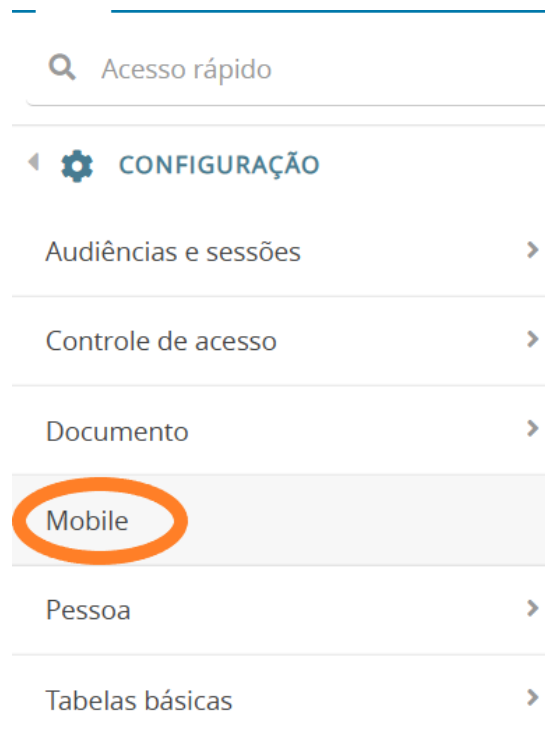 Acesso rápido
CONFIGURAÇÃO
Audiências e sessões
Controle de acesso
Documento
Mobile
Pessoa
Tabelas básicas